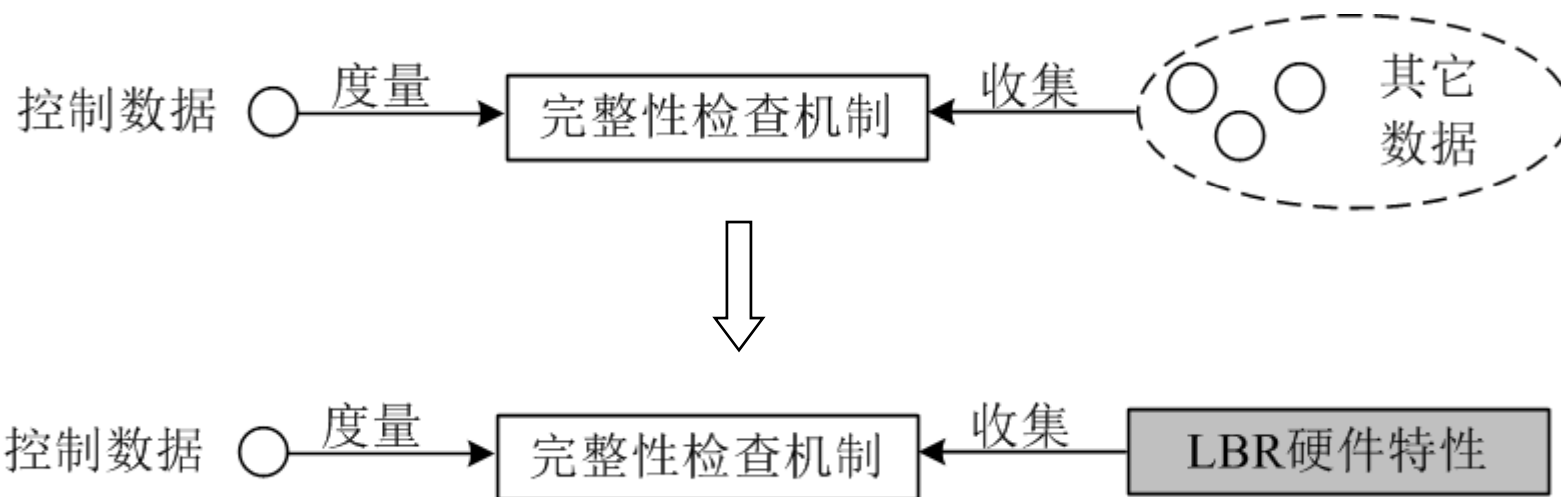 控制数据
度量
完整性检查机制
收集
其它
数据
控制数据
度量
完整性检查机制
收集
LBR硬件特性